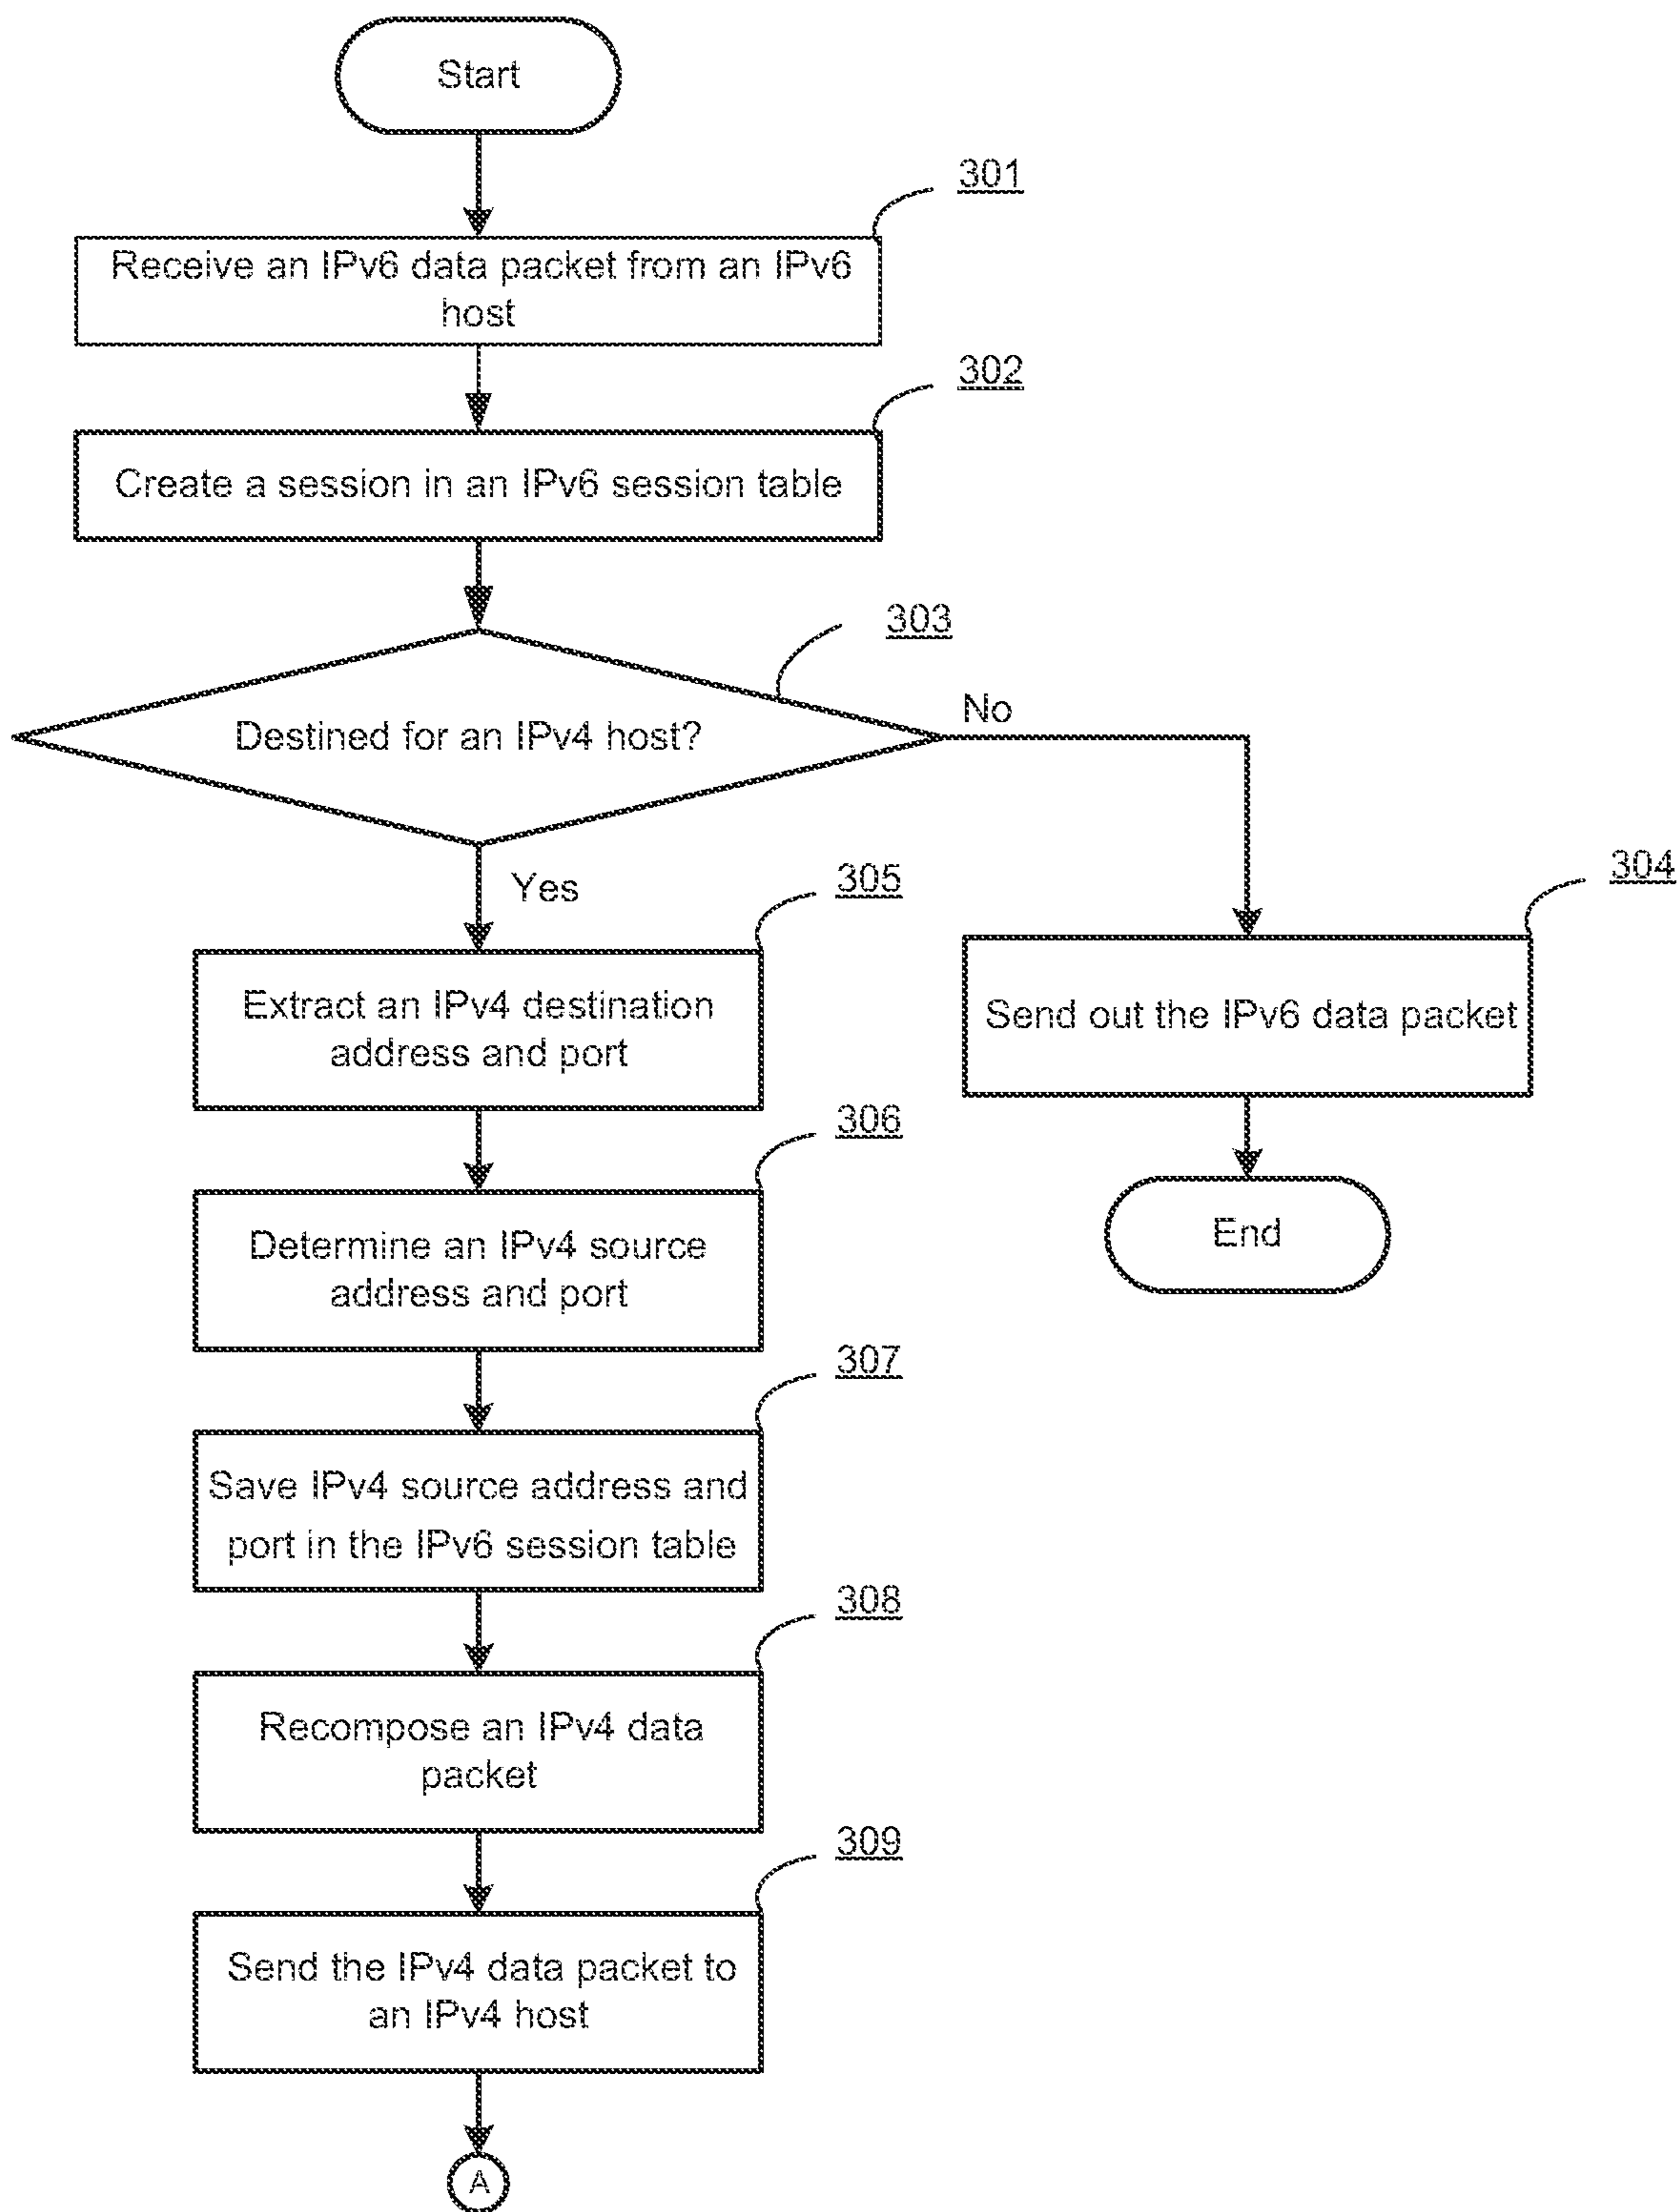 Start
301
Receive an IPv6 data packet from an IPv6
host
302
Create a session in an IPv6 session table
303
Destined for an IPv4 host?
No
Yes
305
Extract an IPv4 destination
address and port
304
Send out the IPv6 data packet
306
Determine an IPv4 source
address and port
End
307
Save IPv4 source address and
port in the IPv6 session table
308
Recompose an IPv4 data
packet
309
Send the IPv4 data packet to
an IPv4 host
A